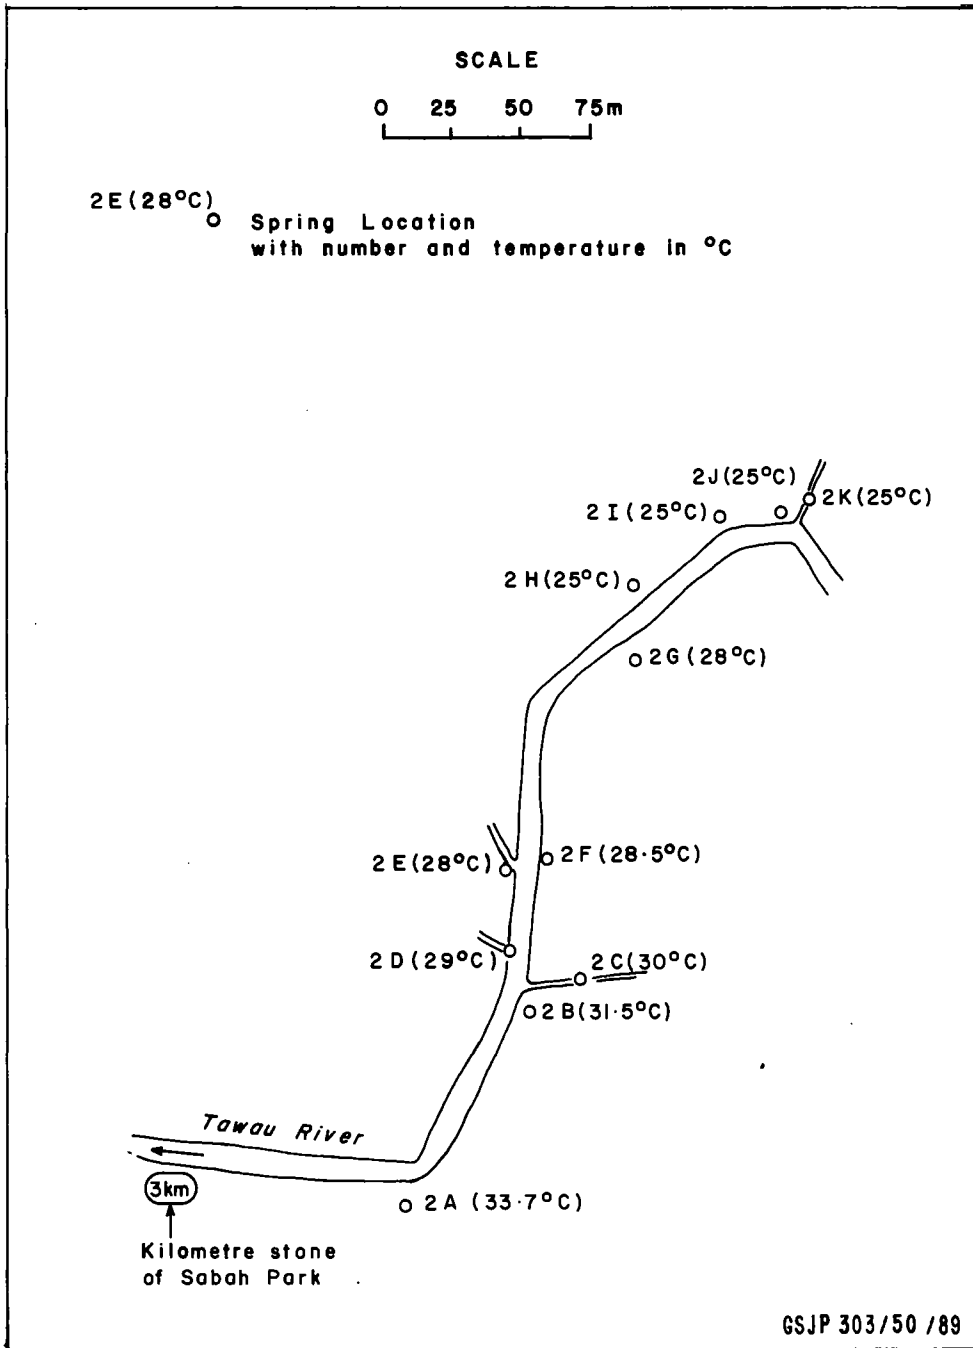 SCALE
0 25 50 75m
2E(28°C)
Spring Location
with number and temperature in °C
2J(25°C)
2K(25°C)
2I(25°C)
2H(25°C)
2G(28°C)
2E(28°C)
2F(28·5°C)
2D(29°C)
2C(30°C)
2B(31·5°C)
Tawau River
3km
2A (33·7°C)
Kilometre stone
of Sabah Park
GSJP 303/50/89